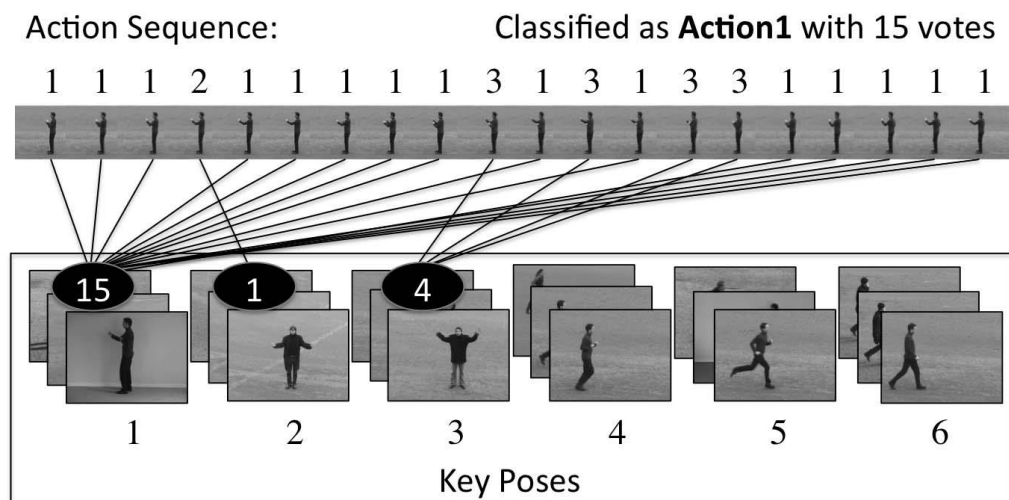 Action Sequence: Classified as Action1 with 15 votes
1 1 1 2 1 1 1 1 1 3 1 3 1 3 3 1 1 1 1 1
15 1 4
1 2 3 4 5 6
Key Poses